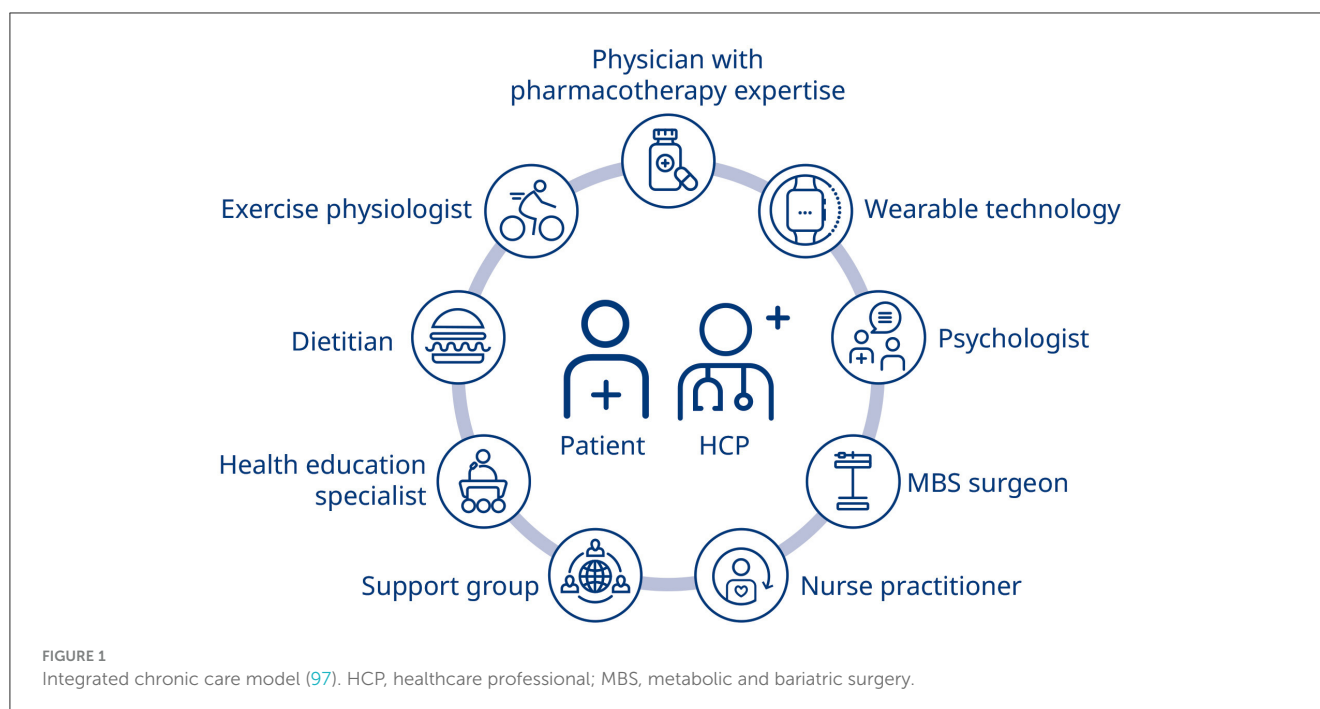 Physician with
pharmacotherapy expertise
Exercise physiologist
Wearable technology
Dietitian
Psychologist
Patient
HCP
Health education
specialist
MBS surgeon
Support group
Nurse practitioner
FIGURE 1
Integrated chronic care model (97). HCP, healthcare professional; MBS, metabolic and bariatric surgery.